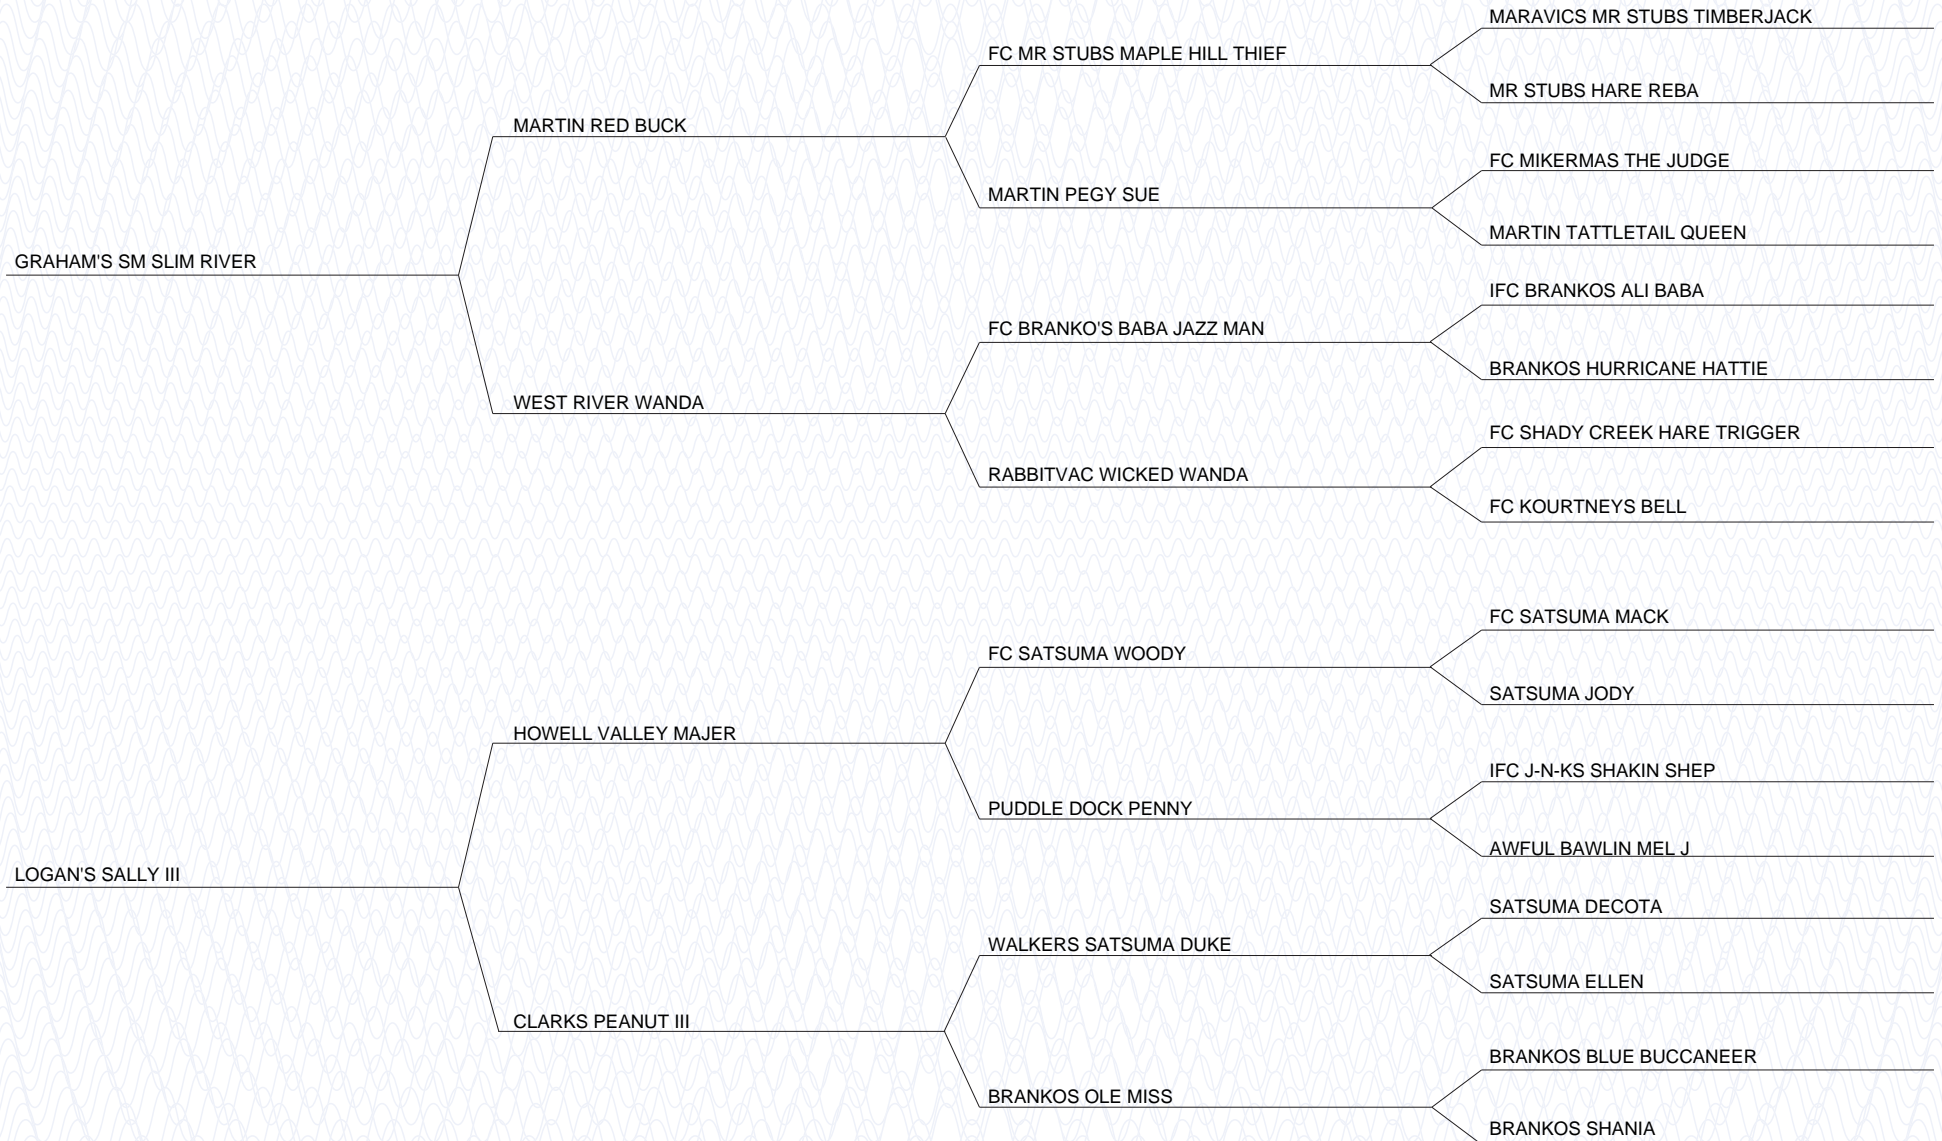 MARAVICS MR STUBS TIMBERJACK
FC MR STUBS MAPLE HILL THIEF
MR STUBS HARE REBA
MARTIN RED BUCK
FC MIKERMAS THE JUDGE
MARTIN PEGY SUE
MARTIN TATTLETAIL QUEEN
GRAHAM'S SM SLIM RIVER
IFC BRANKOS ALI BABA
FC BRANKO'S BABA JAZZ MAN
BRANKOS HURRICANE HATTIE
WEST RIVER WANDA
FC SHADY CREEK HARE TRIGGER
RABBITVAC WICKED WANDA
FC KOURTNEYS BELL
FC SATSUMA MACK
FC SATSUMA WOODY
SATSUMA JODY
HOWELL VALLEY MAJER
IFC J-N-KS SHAKIN SHEP
PUDDLE DOCK PENNY
AWFUL BAWLIN MEL J
LOGAN'S SALLY III
SATSUMA DECOTA
WALKERS SATSUMA DUKE
SATSUMA ELLEN
CLARKS PEANUT III
BRANKOS BLUE BUCCANEER
BRANKOS OLE MISS
BRANKOS SHANIA